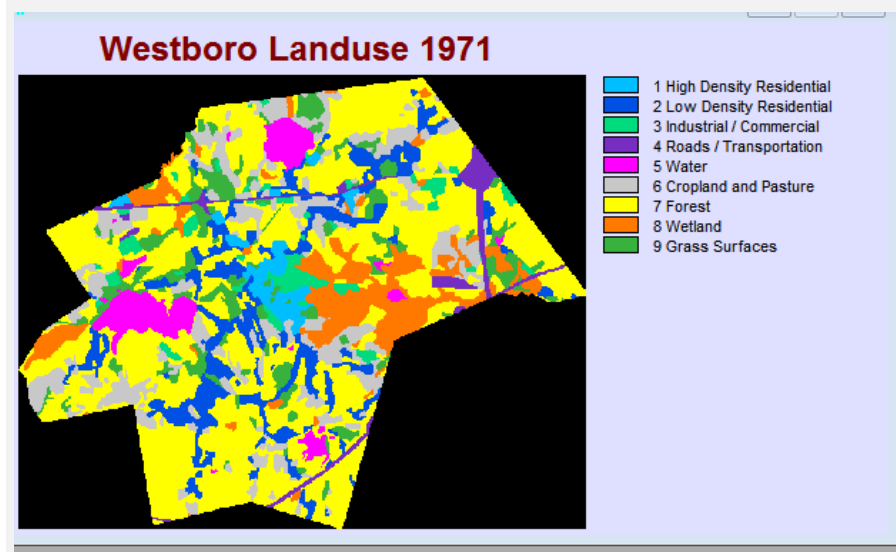 Westboro Landuse 1971
1 High Density Residential
2 Low Density Residential
3 Industrial / Commercial
4 Roads / Transportation
5 Water
6 Cropland and Pasture
7 Forest
8 Wetland
9 Grass Surfaces